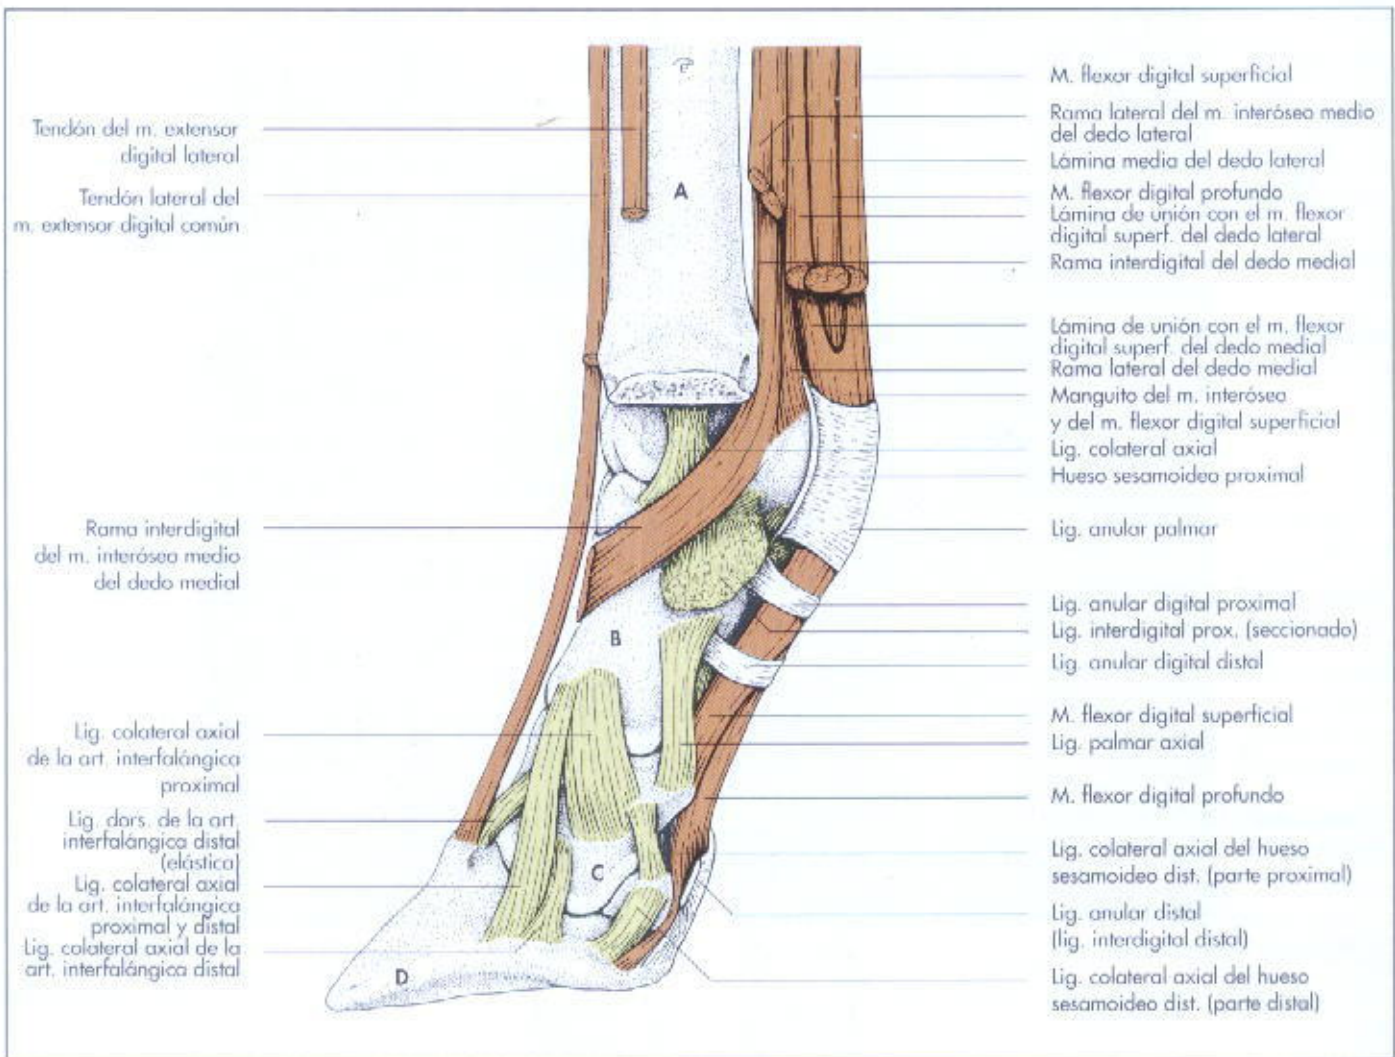 Tendón del m. extensor
digital lateral
Tendón lateral del
m. extensor digital común
Rama interdigital
del m. interóseo medio
del dedo medial
Lig. colateral axial
de la art. interfalángica
proximal
Lig. dors. de la art.
interfalángica distal
(elástica)
Lig. colateral axial
de la art. interfalángica
proximal y distal
Lig. colateral axial de la
art. interfalángica distal
A
B
C
D
M. flexor digital superficial
Rama lateral del m. interóseo medio
del dedo lateral
Lámina media del dedo lateral
M. flexor digital profundo
Lámina de unión con el m. flexor
digital superf. del dedo lateral
Rama interdigital del dedo medial
Lámina de unión con el m. flexor
digital superf. del dedo medial
Rama lateral del dedo medial
Manguito del m. interóseo
y del m. flexor digital superficial
Lig. colateral axial
Hueso sesamoideo proximal
Lig. anular palmar
Lig. anular digital proximal
Lig. interdigital prox. (seccionado)
Lig. anular digital distal
M. flexor digital superficial
Lig. palmar axial
M. flexor digital profundo
Lig. colateral axial del hueso
sesamoideo dist. (parte proximal)
Lig. anular distal
(lig. interdigital distal)
Lig. colateral axial del hueso
sesamoideo dist. (parte distal)